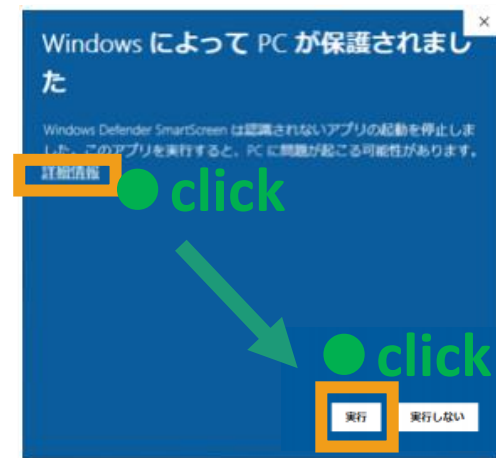 ×
Windows によって PC が保護されまし
た
Windows Defender SmartScreen は認識されないアプリの起動を停止しま
した。このアプリを実行すると、PC に問題が起こる可能性があります。
詳細情報
click
click
実行 実行しない